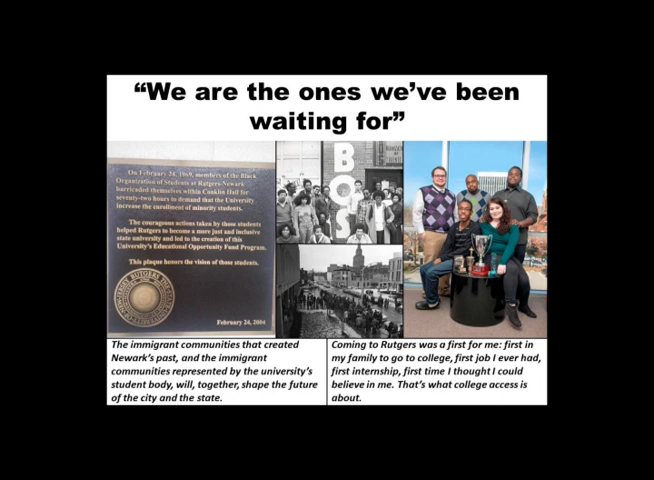 “We are the ones we’ve been
waiting for”
On February 24, 1969, members of the Black
Organization of Students at Rutgers-Newark
barricaded themselves within Conklin Hall for
seventy-two hours to demand that the University
increase the enrollment of minority students.
The courageous actions taken by those students
helped Rutgers to become a more just and inclusive
state university and led to the creation of this
University's Educational Opportunity Fund Program.
This plaque honors the vision of those students.
RUTGERS
February 24, 2004
BOS
The immigrant communities that created
Newark’s past, and the immigrant
communities represented by the university’s
student body, will, together, shape the future
of the city and the state.
Coming to Rutgers was a first for me: first in
my family to go to college, first job I ever had,
first internship, first time I thought I could
believe in me. That’s what college access is
about.